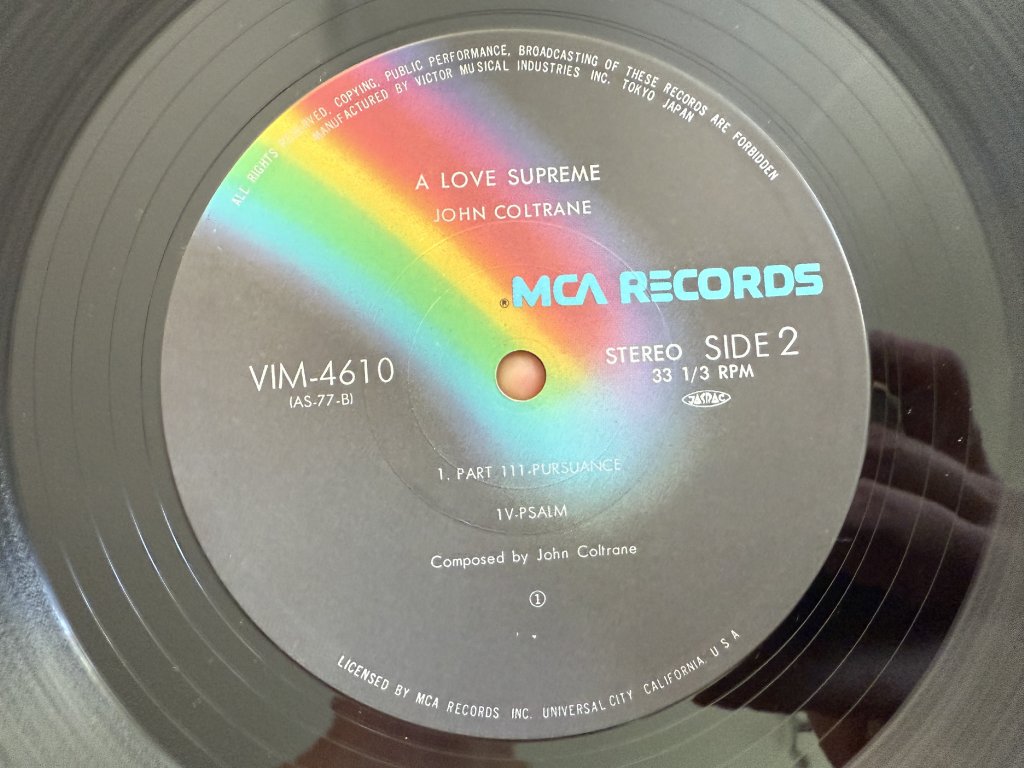 ALL RIGHTS RESERVED. COPYING, PUBLIC PERFORMANCE, BROADCASTING OF THESE RECORDS ARE FORBIDDEN
MANUFACTURED BY VICTOR MUSICAL INDUSTRIES INC. TOKYO JAPAN
A LOVE SUPREME
JOHN COLTRANE
® MCA RECORDS
VIM-4610
(AS-77-B)
STEREO SIDE 2
33 1/3 RPM
JASRAC
1. PART 111-PURSUANCE
1V-PSALM
Composed by John Coltrane
①
LICENSED BY MCA RECORDS INC. UNIVERSAL CITY CALIFORNIA. U S A